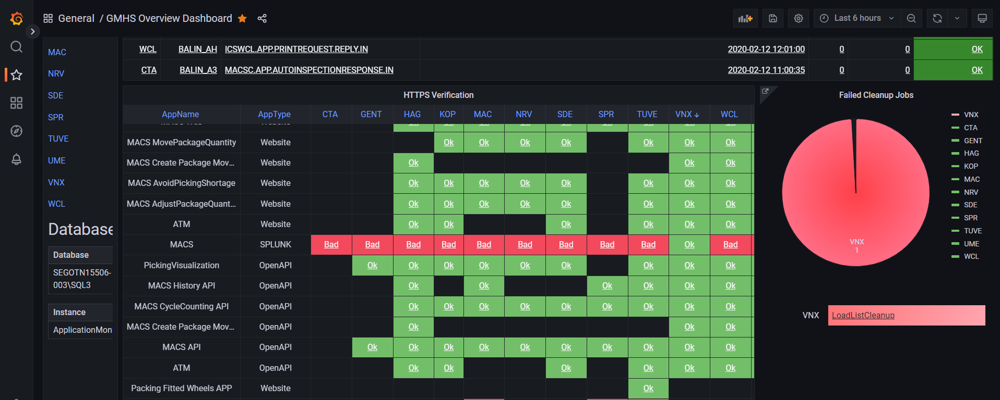 General / GMHS Overview Dashboard
Last 6 hours
MAC
NRV
SDE
SPR
TUVE
UME
VNX
WCL
Database
Database
SEGOTN15506-
003\SQL3
Instance
ApplicationMon
WCL BALIN_AH ICSWCL.APP.PRINTREQUEST.REPLY.IN 2020-02-12 12:01:00 0 0 OK
CTA BALIN_A3 MACSC.APP.AUTOINSPECTIONRESPONSE.IN 2020-02-12 11:00:35 0 0 OK
HTTPS Verification
AppName AppType CTA GENT HAG KOP MAC NRV SDE SPR TUVE VNX WCL
MACS MovePackageQuantity Website Ok Ok Ok Ok Ok Ok Ok
MACS Create Package Mov... Website Ok Ok Ok
MACS AvoidPickingShortage Website Ok Ok Ok Ok Ok Ok Ok Ok
MACS AdjustPackageQuant... Website Ok Ok Ok Ok Ok Ok Ok Ok
ATM Website Ok Ok Ok Ok Ok Ok
MACS SPLUNK Bad Bad Bad Bad Bad Bad Bad Bad Bad Ok Bad
PickingVisualization OpenAPI Ok Ok Ok Ok Ok Ok Ok Ok Ok
MACS History API OpenAPI Ok Ok Ok Ok Ok Ok
MACS CycleCounting API OpenAPI Ok Ok Ok Ok Ok Ok Ok Ok Ok
MACS Create Package Mov... OpenAPI Ok Ok Ok
MACS API OpenAPI Ok Ok Ok Ok Ok Ok Ok Ok Ok Ok
ATM OpenAPI Ok Ok Ok Ok Ok Ok
Packing Fitted Wheels APP Website Ok
Failed Cleanup Jobs
VNX
1
VNX
CTA
GENT
HAG
KOP
MAC
NRV
SDE
SPR
TUVE
UME
WCL
VNX LoadListCleanup